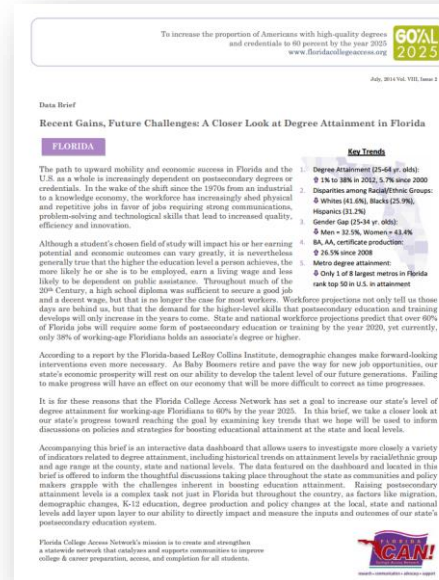 To increase the proportion of Americans with high-quality degrees
and credentials to 60 percent by the year 2025
www.floridacollegeaccess.org
GOAL
2025
July, 2014 Vol. VIII, Issue 2
Data Brief
Recent Gains, Future Challenges: A Closer Look at Degree Attainment in Florida
FLORIDA
The path to upward mobility and economic success in Florida and the
U.S. as a whole is increasingly dependent on postsecondary degrees or
credentials. In the wake of the shift since the 1970s from an industrial
to a knowledge economy, the workforce has increasingly shed physical
and repetitive jobs in favor of jobs requiring strong communications,
problem-solving and technological skills that lead to increased quality,
efficiency and innovation.
Although a student's chosen field of study will impact his or her earning
potential and economic outcomes can vary greatly, it is nevertheless
generally true that the higher the education level a person achieves, the
more likely he or she is to be employed, earn a living wage and less
likely to be dependent on public assistance. Throughout much of the
20th Century, a high school diploma was sufficient to secure a good job
and a decent wage, but that is no longer the case for most workers. Workforce projections not only tell us those
days are behind us, but that the demand for the higher-level skills that postsecondary education and training
develop will only increase in the years to come. State and national workforce projections predict that over 60%
of Florida jobs will require some form of postsecondary education or training by the year 2020, yet currently,
only 38% of working-age Floridians holds an associate's degree or higher.
Key Trends
1. Degree Attainment (25-64 yr. olds):
⇧ 1% to 38% in 2012, 5.7% since 2000
2. Disparities among Racial/Ethnic Groups:
⇩ Whites (41.6%), Blacks (25.9%),
Hispanics (31.2%)
3. Gender Gap (25-34 yr. olds):
⇩ Men = 32.5%, Women = 43.4%
4. BA, AA, certificate production:
⇧ 26.5% since 2008
5. Metro degree attainment:
⇩ Only 1 of 8 largest metros in Florida
rank top 50 in U.S. in attainment
According to a report by the Florida-based LeRoy Collins Institute, demographic changes make forward-looking
interventions even more necessary. As Baby Boomers retire and pave the way for new job opportunities, our
state's economic prosperity will rest on our ability to develop the talent level of our future generations. Failing
to make progress will have an effect on our economy that will be more difficult to correct as time progresses.
It is for these reasons that the Florida College Access Network has set a goal to increase our state's level of
degree attainment for working-age Floridians to 60% by the year 2025. In this brief, we take a closer look at
our state's progress toward reaching the goal by examining key trends that we hope will be used to inform
discussions on policies and strategies for boosting educational attainment at the state and local levels.
Accompanying this brief is an interactive data dashboard that allows users to investigate more closely a variety
of indicators related to degree attainment, including historical trends on attainment levels by racial/ethnic group
and age range at the county, state and national levels. The data featured on the dashboard and located in this
brief is offered to inform the thoughtful discussions taking place throughout the state as communities and policy
makers grapple with the challenges inherent in boosting education attainment. Raising postsecondary
attainment levels is a complex task not just in Florida but throughout the country, as factors like migration,
demographic changes, K-12 education, degree production and policy changes at the local, state and national
levels add layer upon layer to our ability to directly impact and measure the inputs and outcomes of our state's
postsecondary education system.
Florida College Access Network's mission is to create and strengthen
a statewide network that catalyzes and supports communities to improve
college & career preparation, access, and completion for all students.
FLORIDA
CAN!
College Access Network
research • communication • advocacy • support